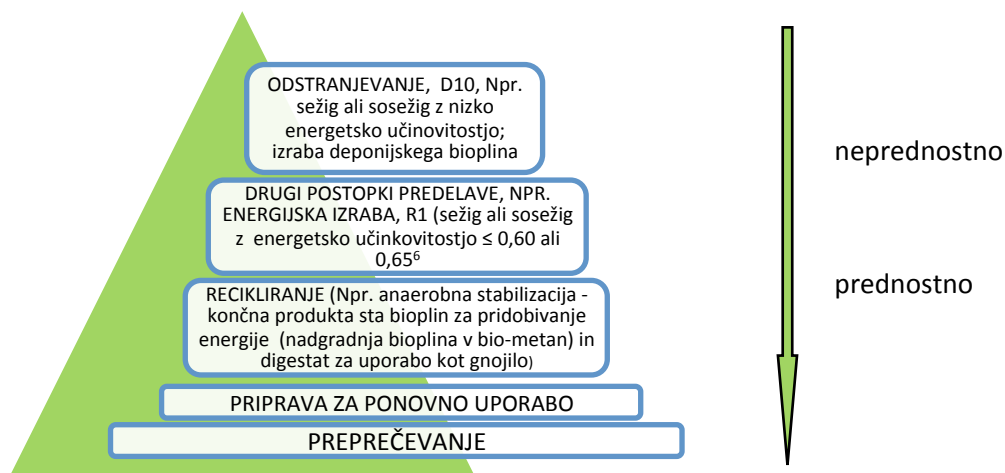 ODSTRANJEVANJE, D10, Npr.
sežig ali sosežig z nizko
energetsko učinovitostjo;
izraba deponijskega bioplina
neprednostno
DRUGI POSTOPKI PREDELAVE, NPR.
ENERGIJSKA IZRABA, R1 (sežig ali sosežig
z energetsko učinkovitostjo ≤ 0,60 ali
0,65⁶
prednostno
RECIKLIRANJE (Npr. anaerobna stabilizacija -
končna produkta sta bioplin za pridobivanje
energije (nadgradnja bioplina v bio-metan) in
digestat za uporabo kot gnojilo)
PRIPRAVA ZA PONOVNO UPORABO
PREPREČEVANJE